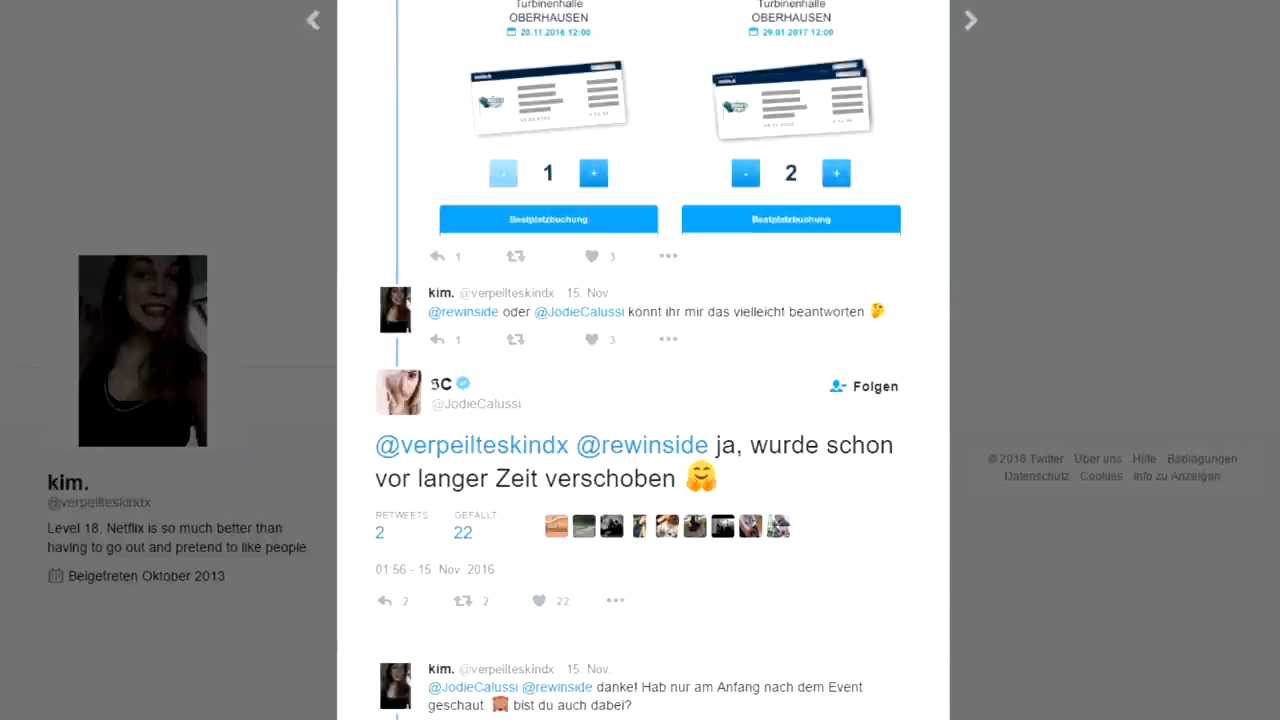 Turbinenhalle
OBERHAUSEN
20.11.2016 12:00
1
Bestplatzbuchung
Turbinenhalle
OBERHAUSEN
29.01.2017 12:00
2
Bestplatzbuchung
1 3
kim. @verpeilteskindx 15. Nov.
@rewinside oder @JodieCalussi könnt ihr mir das vielleicht beantworten
1 3
JC
@JodieCalussi
Folgen
@verpeilteskindx @rewinside ja, wurde schon
vor langer Zeit verschoben
RETWEETS GEFÄLLT
2 22
01:56 - 15. Nov. 2016
2 2 22
kim. @verpeilteskindx 15. Nov.
@JodieCalussi @rewinside danke! Hab nur am Anfang nach dem Event
geschaut. bist du auch dabei?
kim.
@verpeilteskindx
Level 18. Netflix is so much better than
having to go out and pretend to like people.
Beigetreten Oktober 2013
© 2016 Twitter Über uns Hilfe Bedingungen
Datenschutz Cookies Info zu Anzeigen